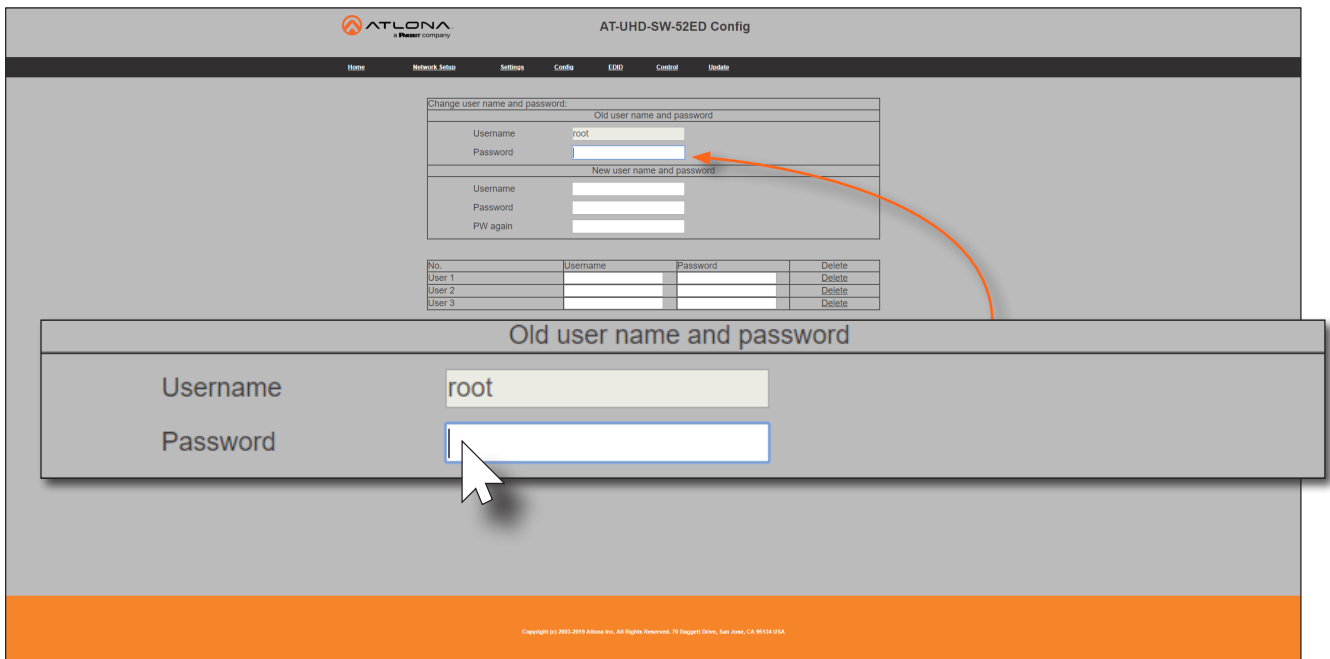 ATLONA
a PANDUIT company
AT-UHD-SW-52ED Config
Home Network Setup Settings Config EDID Control Update
Change user name and password:
Old user name and password
Username root
Password
New user name and password
Username
Password
PW again
No. Username Password Delete
User 1 Delete
User 2 Delete
User 3 Delete
Old user name and password
Username root
Password
Copyright (c) 2003-2019 Atlona Inc. All Rights Reserved. 70 Daggett Drive, San Jose, CA 95134 USA